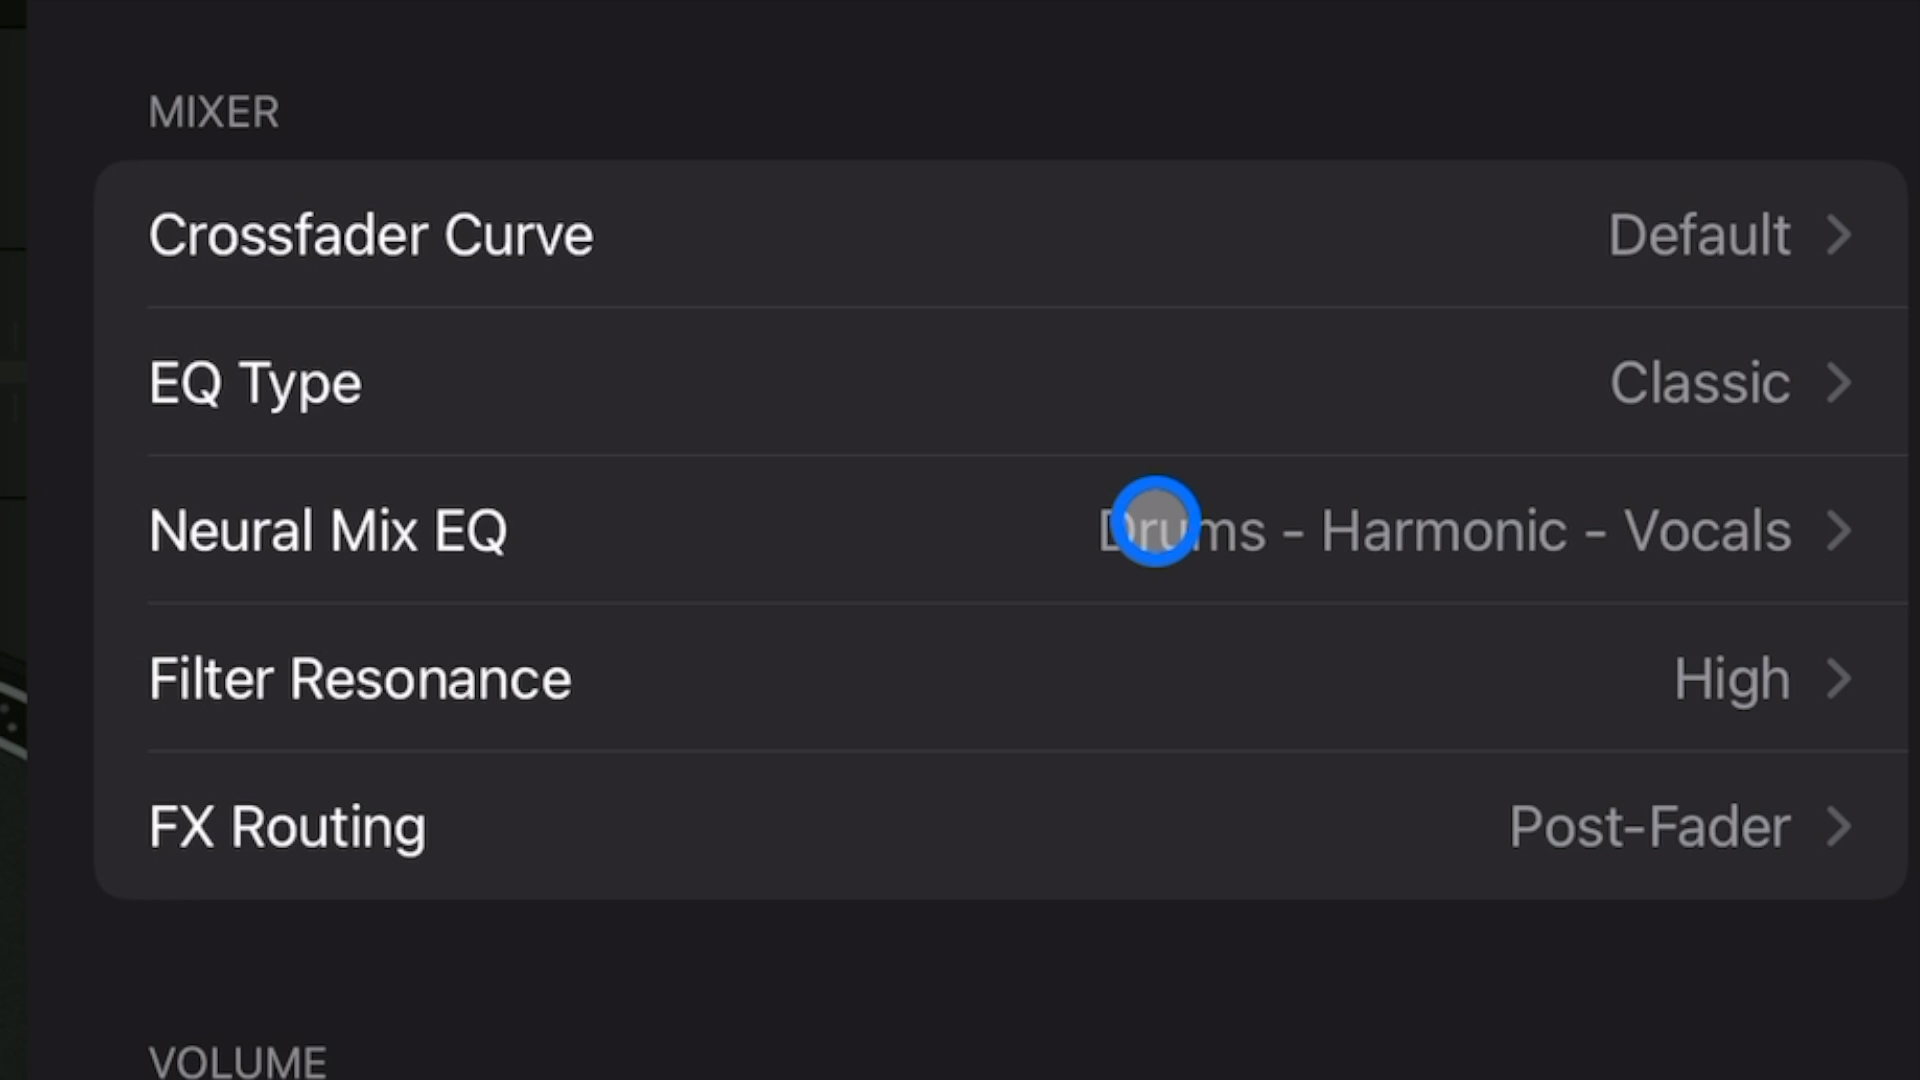 MIXER
Crossfader Curve Default
EQ Type Classic
Neural Mix EQ Drums - Harmonic - Vocals
Filter Resonance High
FX Routing Post-Fader
VOLUME